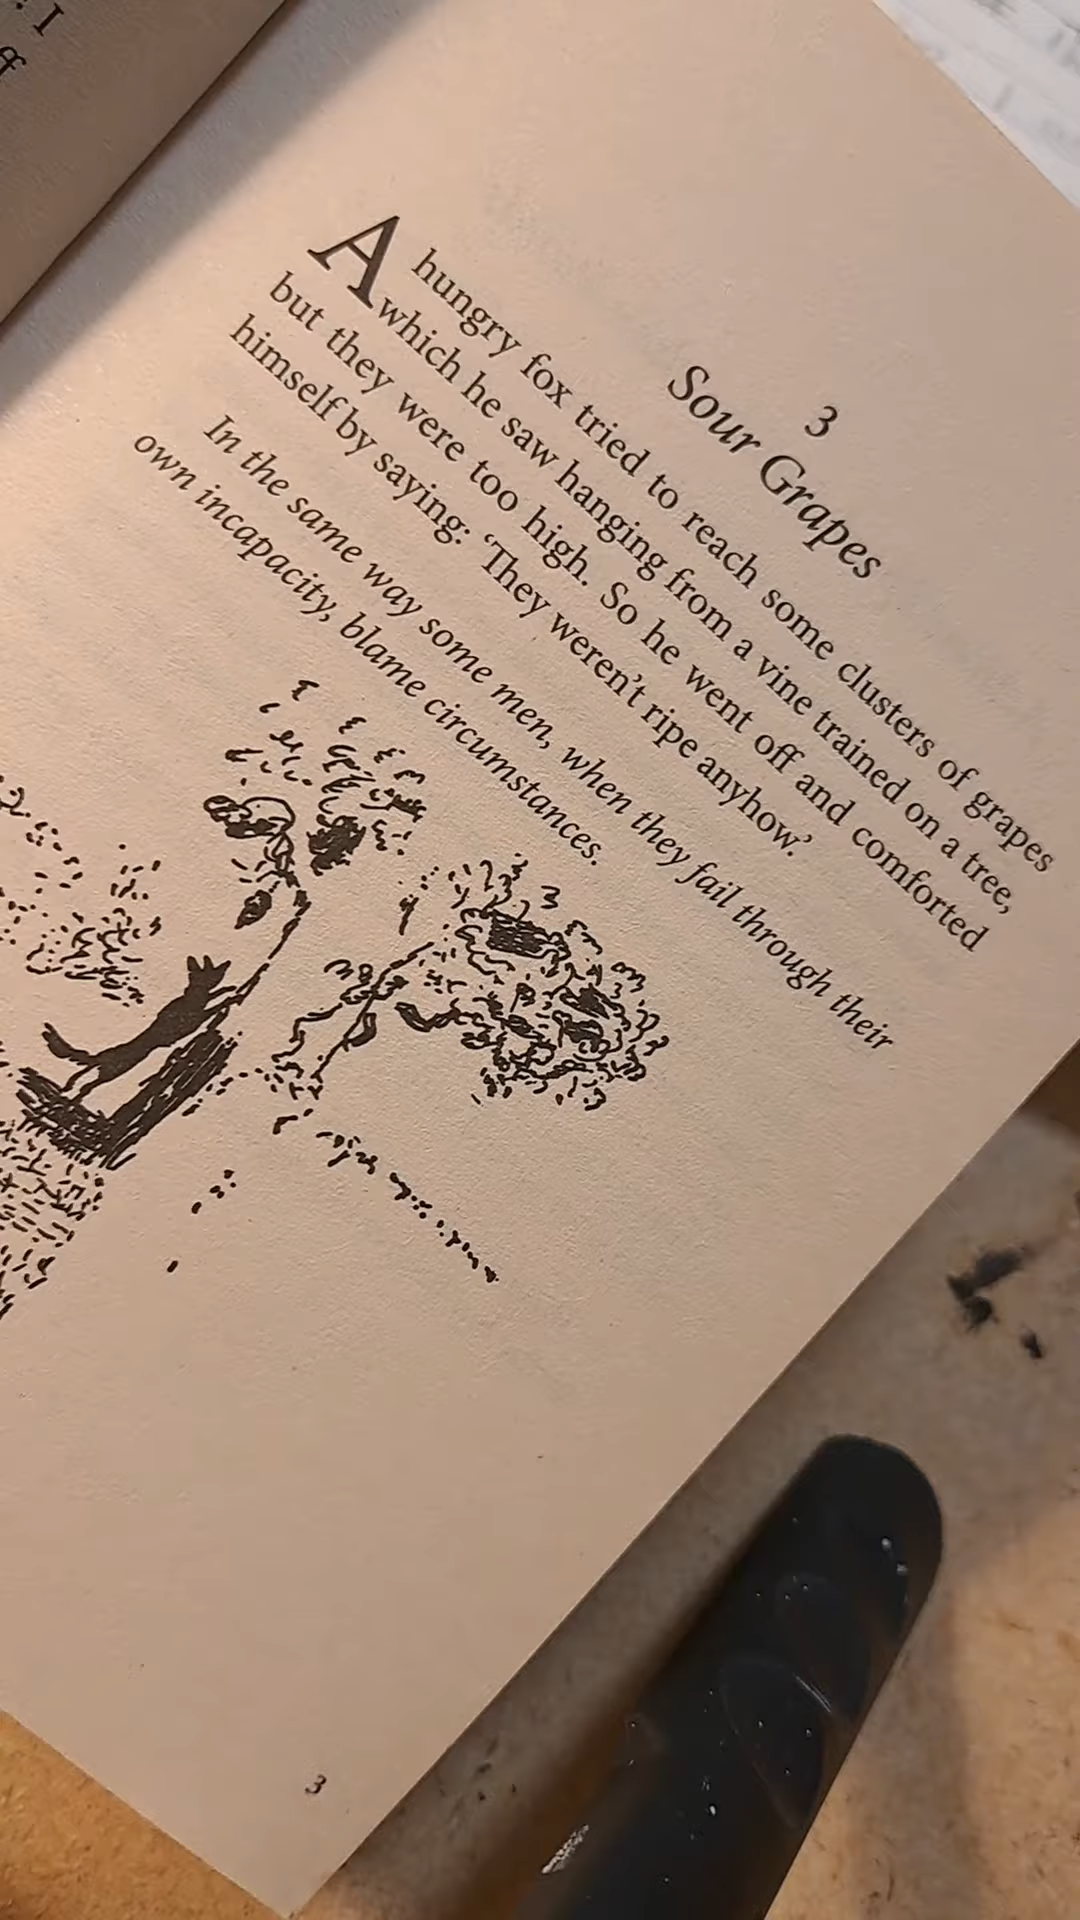 I
ff
3
Sour Grapes
A hungry fox tried to reach some clusters of grapes
which he saw hanging from a vine trained on a tree,
but they were too high. So he went off and comforted
himself by saying: ‘They weren’t ripe anyhow.’
In the same way some men, when they fail through their
own incapacity, blame circumstances.
3